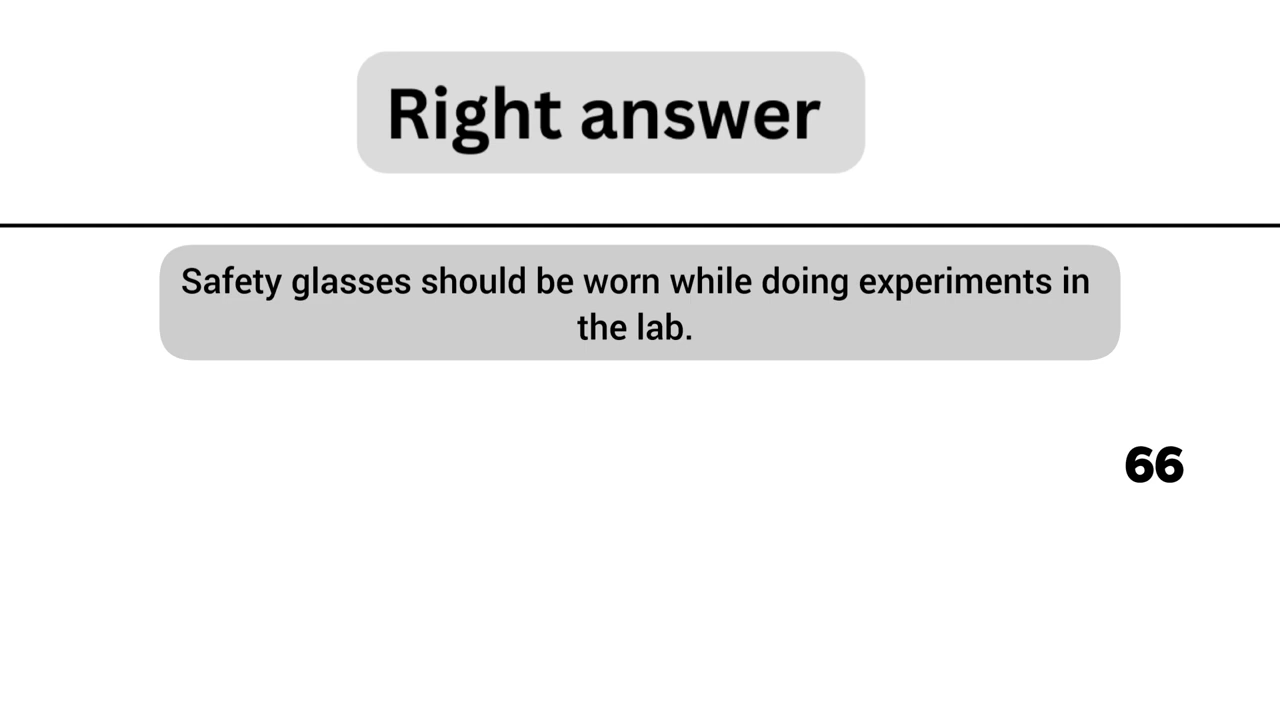 Right answer
Safety glasses should be worn while doing experiments in
the lab.
66